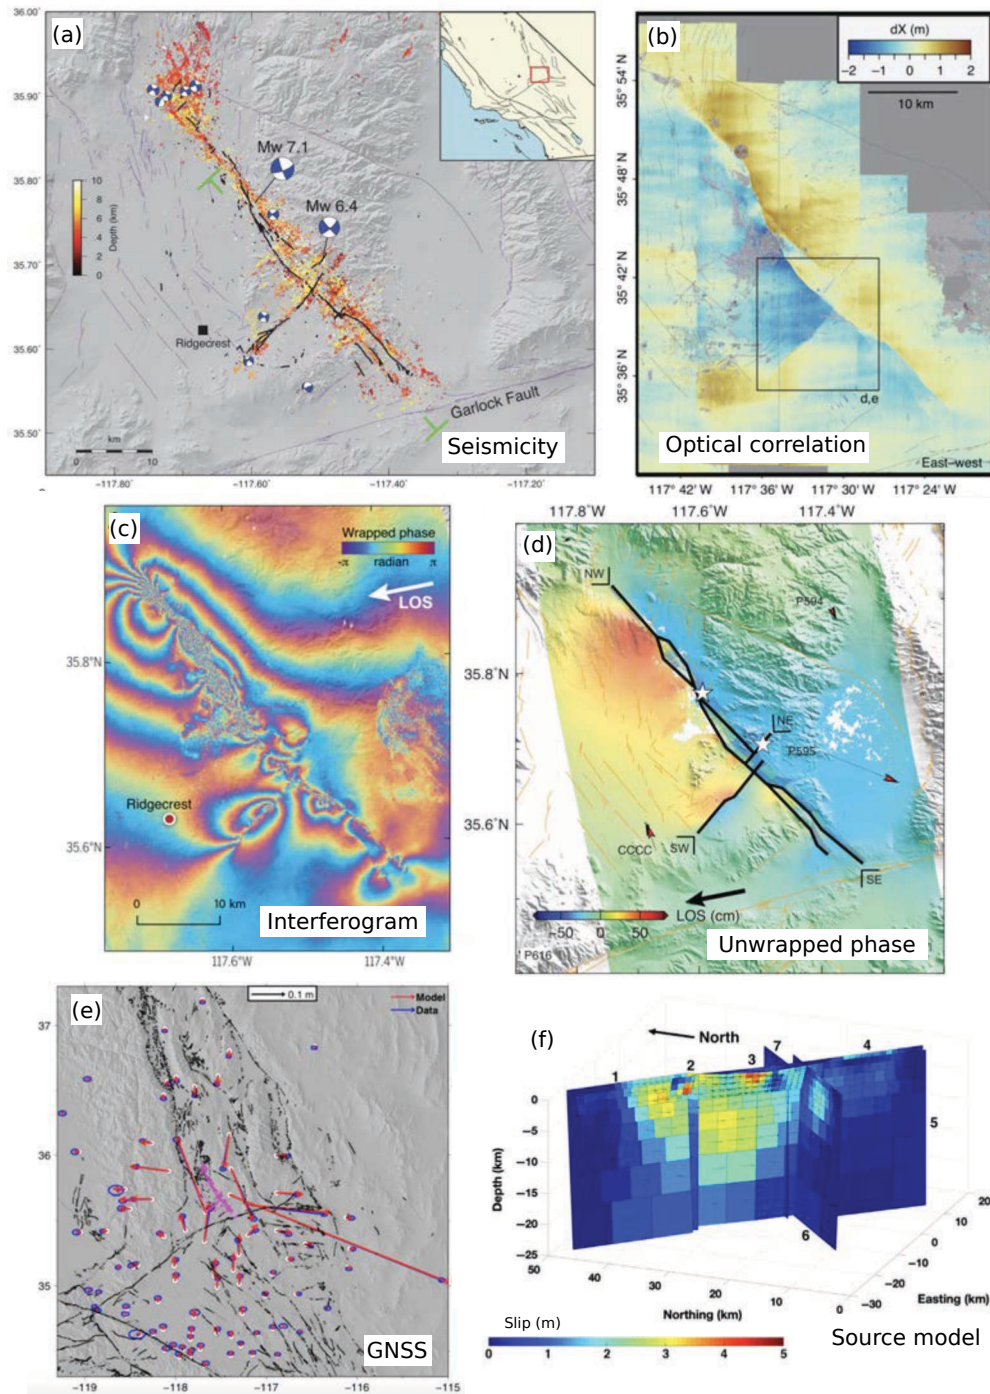 (a)
36.00°
35.90°
35.80°
35.70°
35.60°
35.50°
Mw 7.1
Mw 6.4
10
8
6
4
2
0
Depth (km)
Ridgecrest
Garlock Fault
km
0
10
Seismicity
−117.80°
−117.60°
−117.40°
−117.20°
(b)
dX (m)
−2 −1 0 1 2
10 km
35° 54' N
35° 48' N
35° 42' N
35° 36' N
d,e
Optical correlation
East−west
117° 42' W
117° 36' W
117° 30' W
117° 24' W
(c)
Wrapped phase
-π radian π
LOS
35.8°N
35.6°N
Ridgecrest
0 10 km
Interferogram
117.6°W
117.4°W
(d)
117.8°W
117.6°W
117.4°W
35.8°N
35.6°N
NW
P594
NE
P595
CCCC
SW
SE
LOS (cm)
−50 0 50
P616
Unwrapped phase
(e)
0.1 m
Model
Data
37
36
35
GNSS
−119
−118
−117
−116
−115
(f)
North
1
2
3
7
4
5
6
Depth (km)
0
−5
−10
−15
−20
−25
50
40
30
20
10
0
Northing (km)
20
10
0
−10
−20
−30
Easting (km)
Slip (m)
0 1 2 3 4 5
Source model